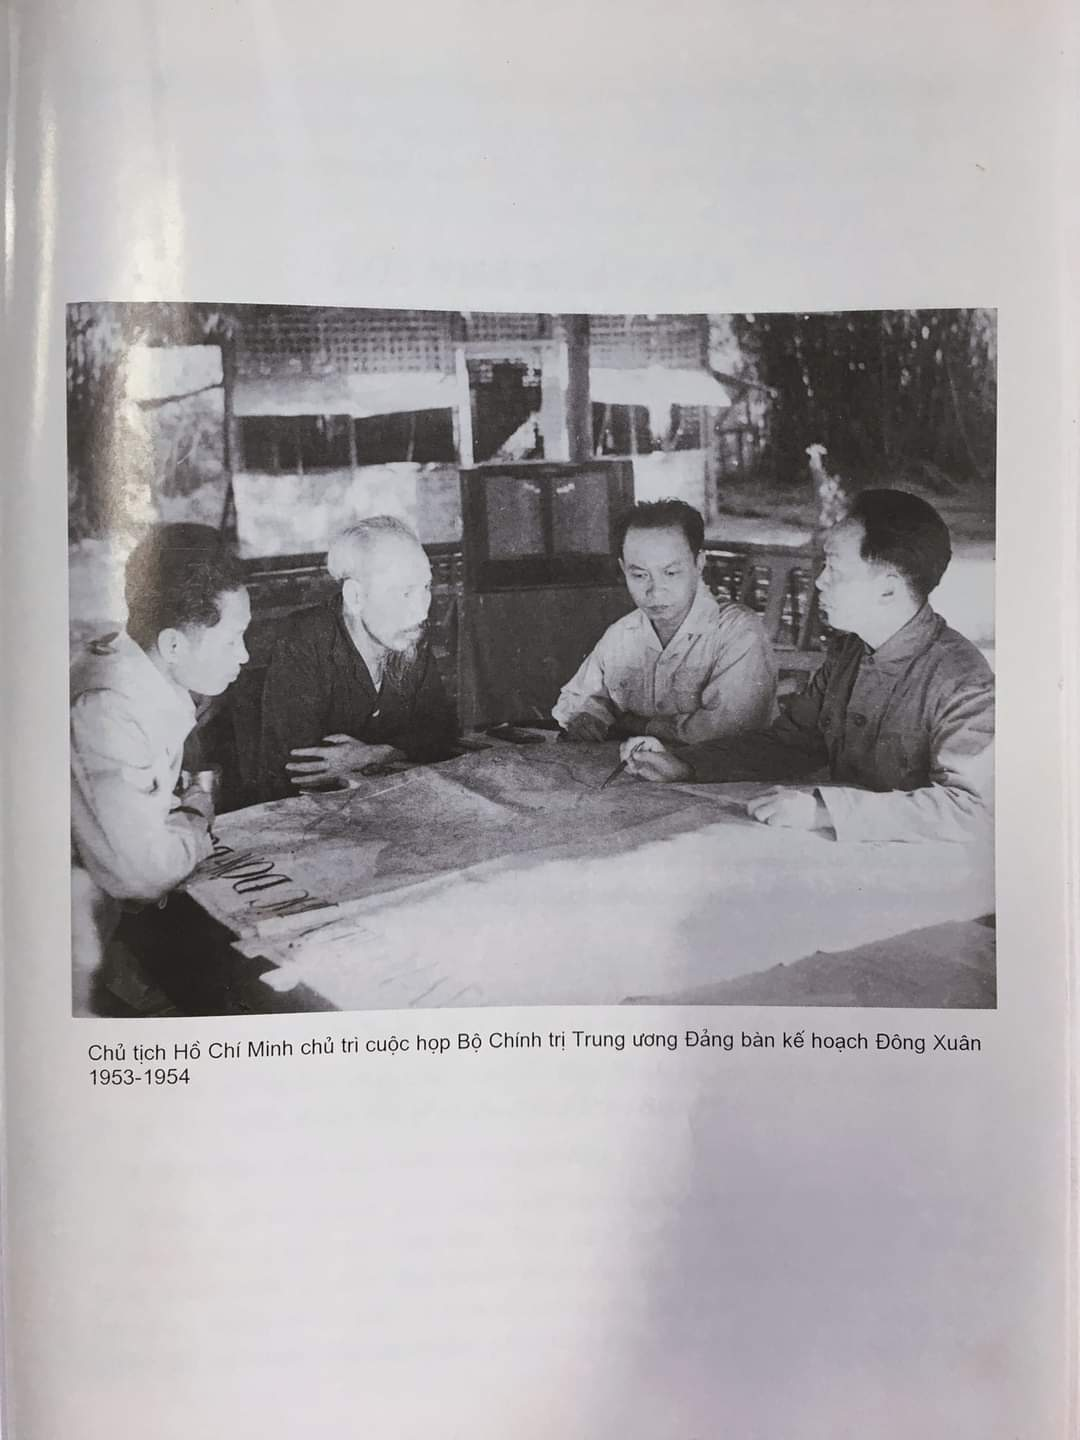 Chủ tịch Hồ Chí Minh chủ trì cuộc họp Bộ Chính trị Trung ương Đảng bàn kế hoạch Đông Xuân
1953-1954